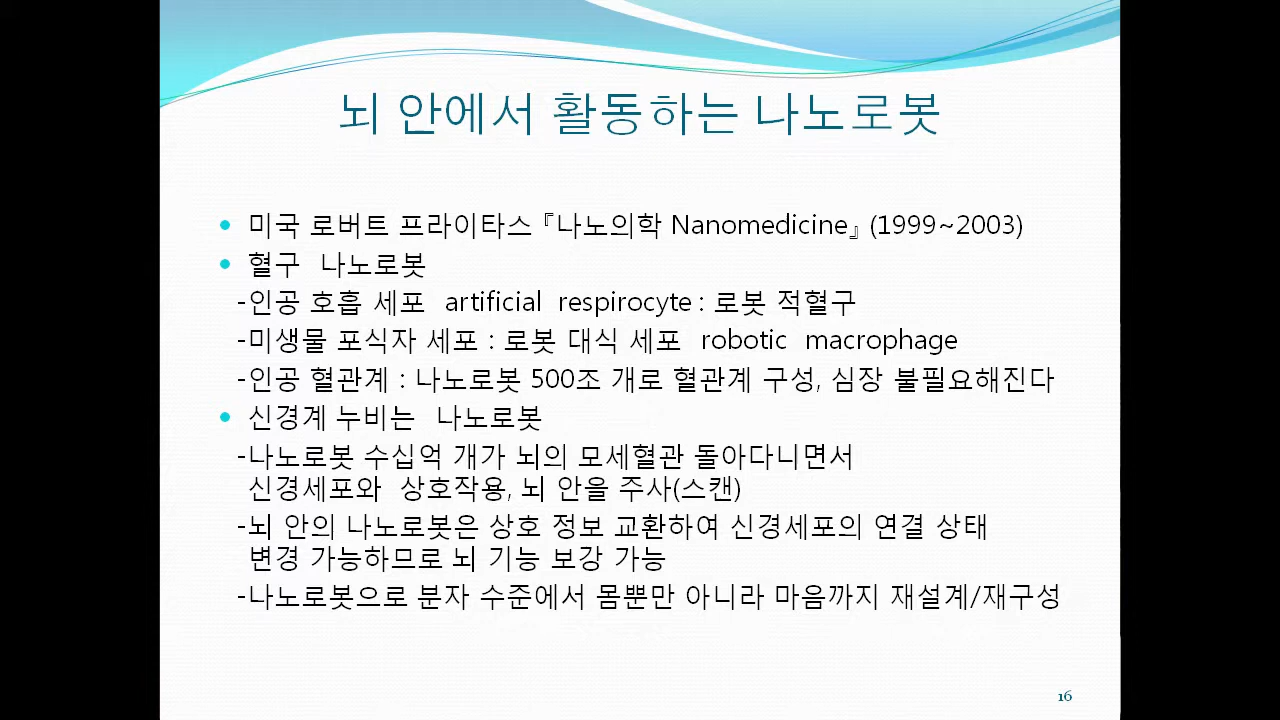 뇌 안에서 활동하는 나노로봇
• 미국 로버트 프라이타스 『나노의학 Nanomedicine』 (1999~2003)
• 혈구 나노로봇
-인공 호흡 세포 artificial respirocyte : 로봇 적혈구
-미생물 포식자 세포 : 로봇 대식 세포 robotic macrophage
-인공 혈관계 : 나노로봇 500조 개로 혈관계 구성, 심장 불필요해진다
• 신경계 누비는 나노로봇
-나노로봇 수십억 개가 뇌의 모세혈관 돌아다니면서
신경세포와 상호작용, 뇌 안을 주사(스캔)
-뇌 안의 나노로봇은 상호 정보 교환하여 신경세포의 연결 상태
변경 가능하므로 뇌 기능 보강 가능
-나노로봇으로 분자 수준에서 몸뿐만 아니라 마음까지 재설계/재구성
16